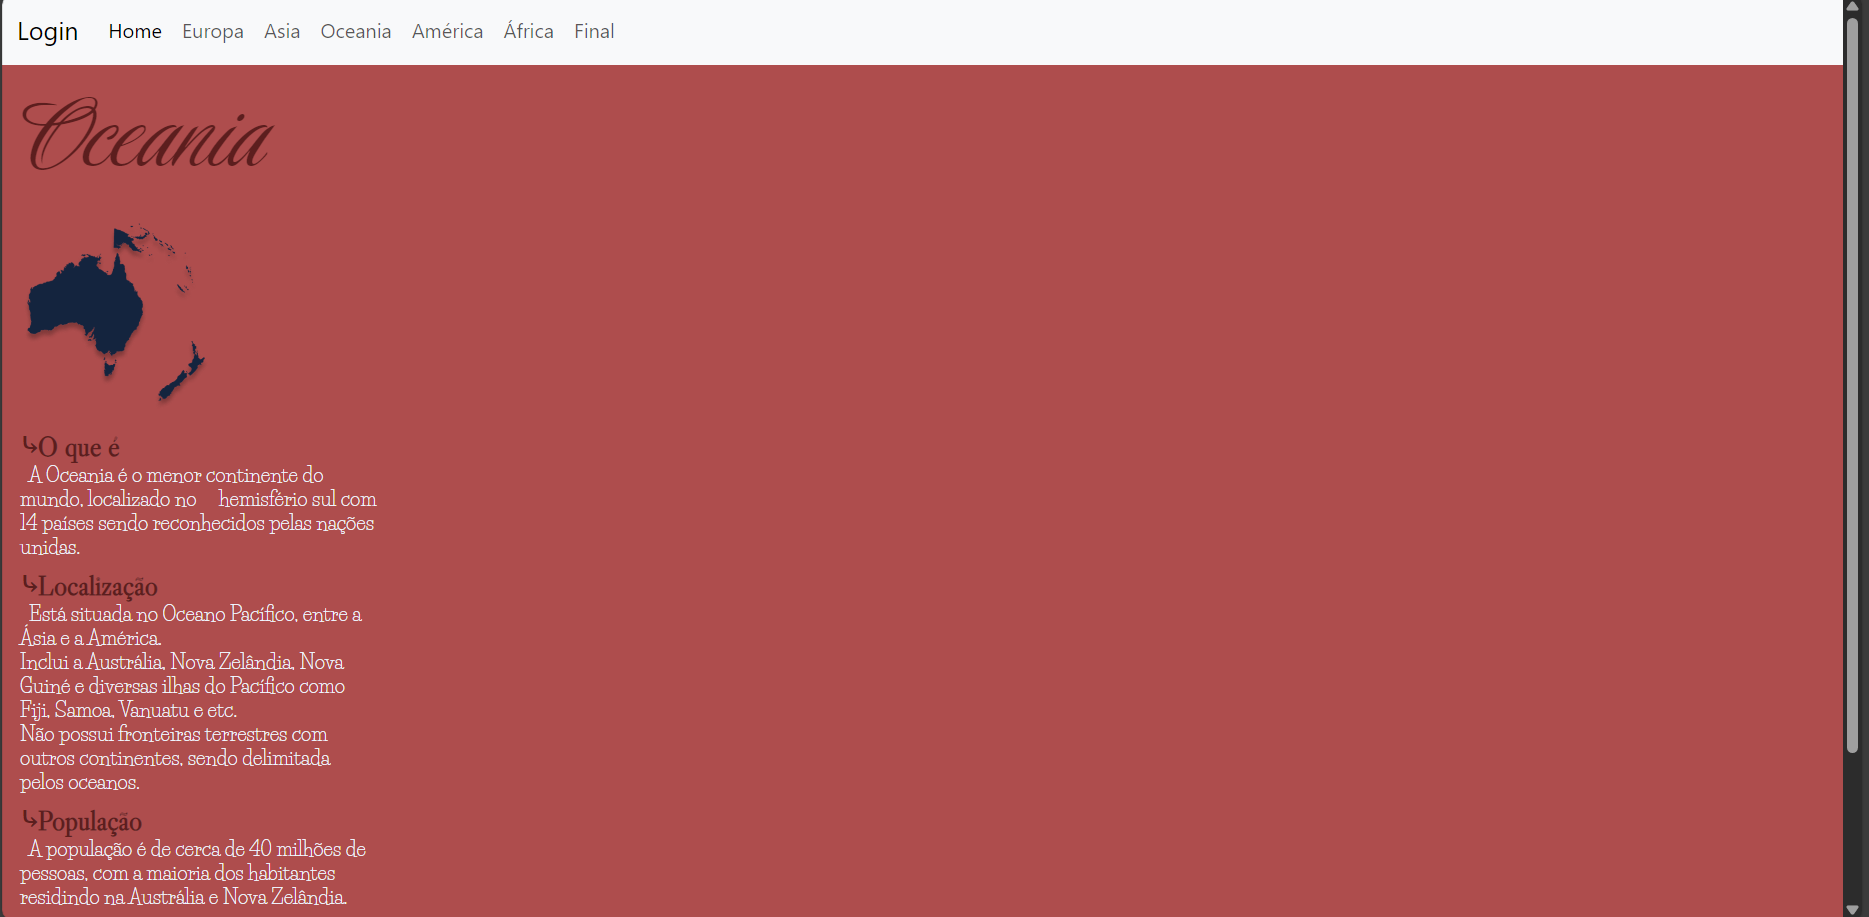 Login Home Europa Asia Oceania América África Final
Oceania
⤷O que é
A Oceania é o menor continente do
mundo, localizado no hemisfério sul com
14 países sendo reconhecidos pelas nações
unidas.
⤷Localização
Está situada no Oceano Pacífico, entre a
Ásia e a América.
Inclui a Austrália, Nova Zelândia, Nova
Guiné e diversas ilhas do Pacífico como
Fiji, Samoa, Vanuatu e etc.
Não possui fronteiras terrestres com
outros continentes, sendo delimitada
pelos oceanos.
⤷População
A população é de cerca de 40 milhões de
pessoas, com a maioria dos habitantes
residindo na Austrália e Nova Zelândia.